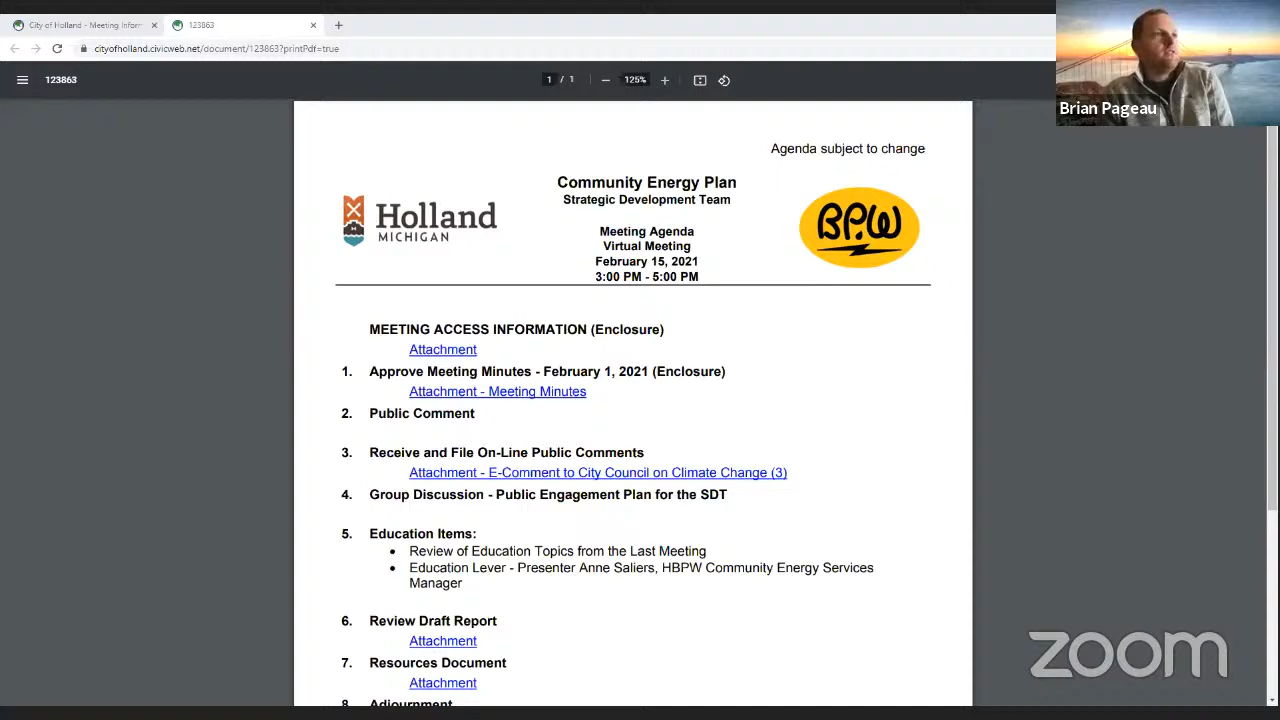 City of Holland - Meeting Inform
123863
cityofholland.civicweb.net/document/123863?printPdf=true
123863
1 / 1
125%
Brian Pageau
Agenda subject to change
Holland
MICHIGAN
Community Energy Plan
Strategic Development Team
Meeting Agenda
Virtual Meeting
February 15, 2021
3:00 PM - 5:00 PM
BPW
MEETING ACCESS INFORMATION (Enclosure)
Attachment
1. Approve Meeting Minutes - February 1, 2021 (Enclosure)
Attachment - Meeting Minutes
2. Public Comment
3. Receive and File On-Line Public Comments
Attachment - E-Comment to City Council on Climate Change (3)
4. Group Discussion - Public Engagement Plan for the SDT
5. Education Items:
• Review of Education Topics from the Last Meeting
• Education Lever - Presenter Anne Saliers, HBPW Community Energy Services
Manager
6. Review Draft Report
Attachment
7. Resources Document
Attachment
8. Adjournment
zoom